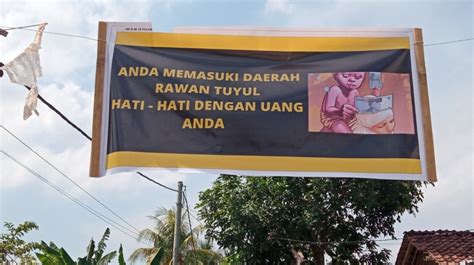 ANDA MEMASUKI DAERAH
RAWAN TUYUL
HATI - HATI DENGAN UANG
ANDA